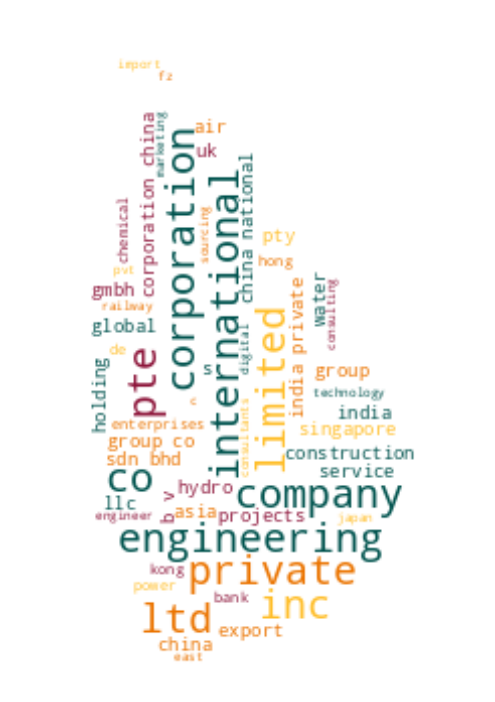 import
fz
marketing
corporation china
air
corporation
uk
international
china national
chemical
sourcing
pty
hong
pvt
gmbh
railway
water
consulting
india private
global
limited
digital
de
pte
holding
s
group
technology
c
india
enterprises
consultants
singapore
group co
construction
sdn bhd
service
co
hydro
company
llc
b v
asia
projects
engineer
japan
engineering
kong
private
power
bank
inc
ltd
export
china
east